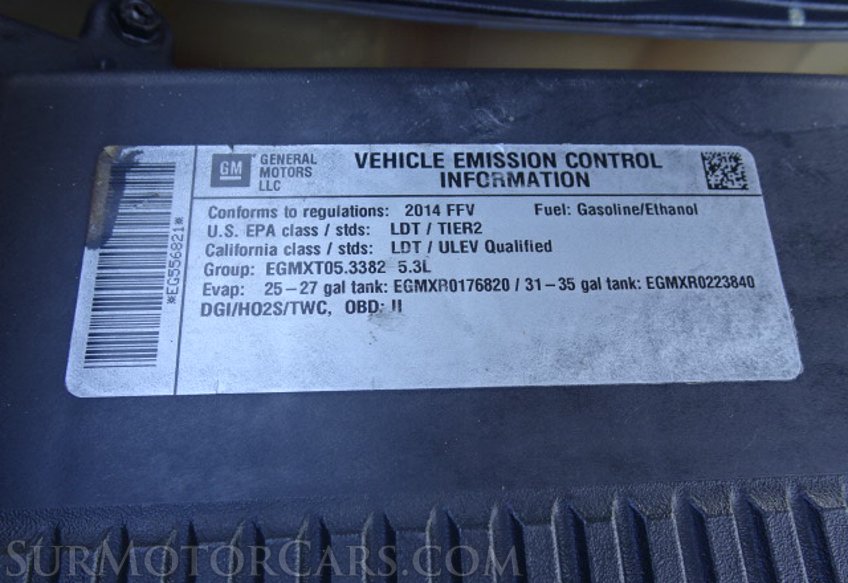 GM
GENERAL
MOTORS
LLC
VEHICLE EMISSION CONTROL
INFORMATION
Conforms to regulations: 2014 FFV Fuel: Gasoline/Ethanol
U.S. EPA class / stds: LDT / TIER2
California class / stds: LDT / ULEV Qualified
Group: EGMXT05.3382 5.3L
Evap: 25-27 gal tank: EGMXR0176820 / 31-35 gal tank: EGMXR0223840
DGI/HO2S/TWC, OBD: II
*EG556821*
SURMOTORCARS.COM